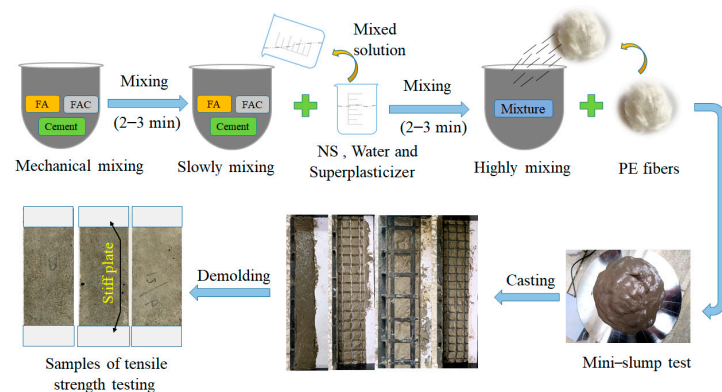 Mixed
solution
Mixing
(2–3 min)
Mixing
(2–3 min)
FA
FAC
Cement
FA
FAC
Cement
Mixture
Mechanical mixing
Slowly mixing
NS , Water and
Superplasticizer
Highly mixing
PE fibers
Stiff plate
Demolding
Casting
Samples of tensile
strength testing
Mini–slump test